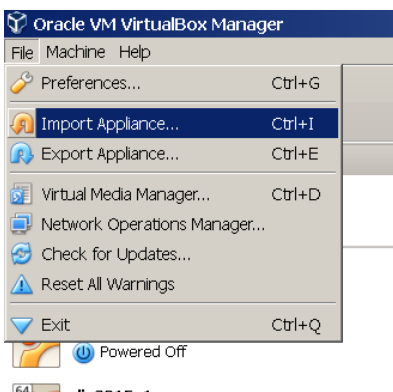 Oracle VM VirtualBox Manager
File Machine Help
Preferences... Ctrl+G
Import Appliance... Ctrl+I
Export Appliance... Ctrl+E
Virtual Media Manager... Ctrl+D
Network Operations Manager...
Check for Updates...
Reset All Warnings
Exit Ctrl+Q
Powered Off
64